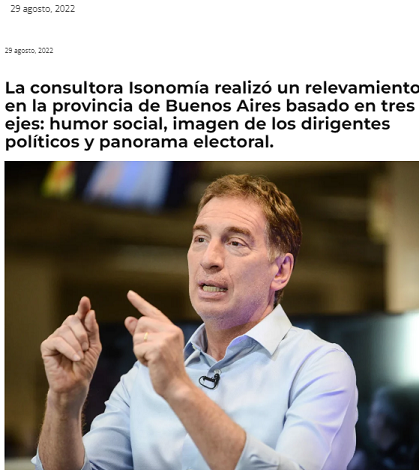 29 agosto, 2022
29 agosto, 2022
La consultora Isonomía realizó un relevamiento
en la provincia de Buenos Aires basado en tres
ejes: humor social, imagen de los dirigentes
políticos y panorama electoral.